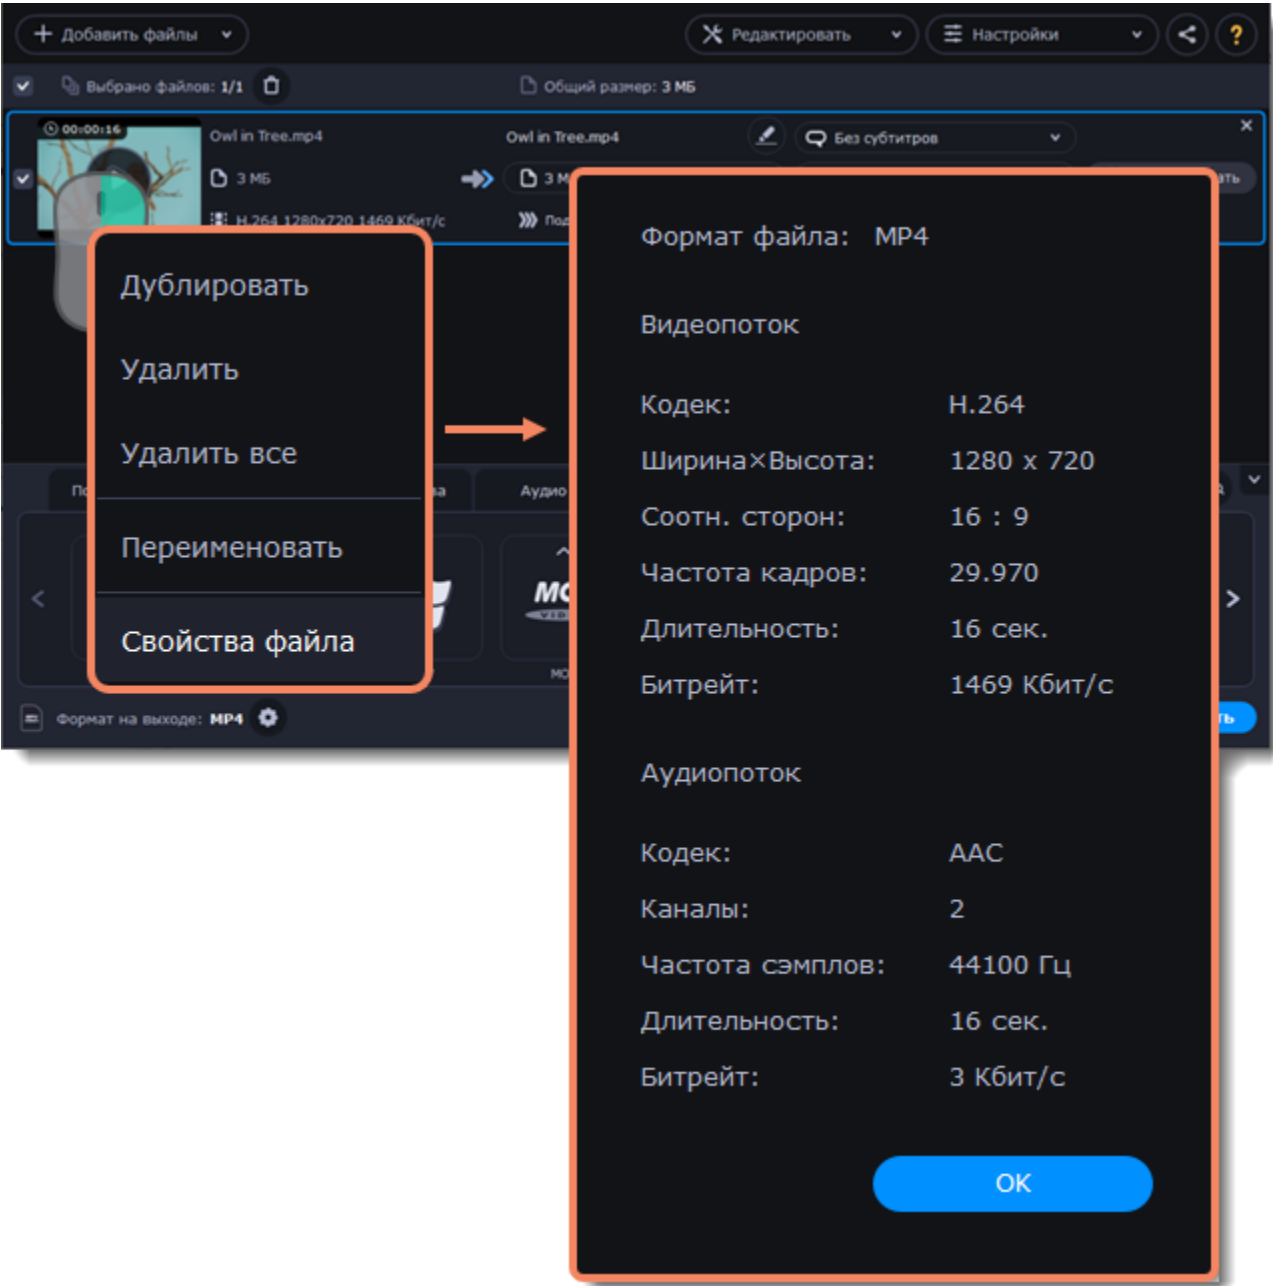 Добавить файлы
Редактировать
Настройки
?
Выбрано файлов: 1/1
Общий размер: 3 МБ
00:00:16
Owl in Tree.mp4
Owl in Tree.mp4
Без субтитров
3 МБ
H.264 1280x720 1469 Кбит/с
Дублировать
Удалить
Удалить все
Переименовать
Свойства файла
Аудио
Формат на выходе: MP4
Формат файла: MP4
Видеопоток
Кодек: H.264
Ширина×Высота: 1280 x 720
Соотн. сторон: 16 : 9
Частота кадров: 29.970
Длительность: 16 сек.
Битрейт: 1469 Кбит/с
Аудиопоток
Кодек: AAC
Каналы: 2
Частота сэмплов: 44100 Гц
Длительность: 16 сек.
Битрейт: 3 Кбит/с
OK